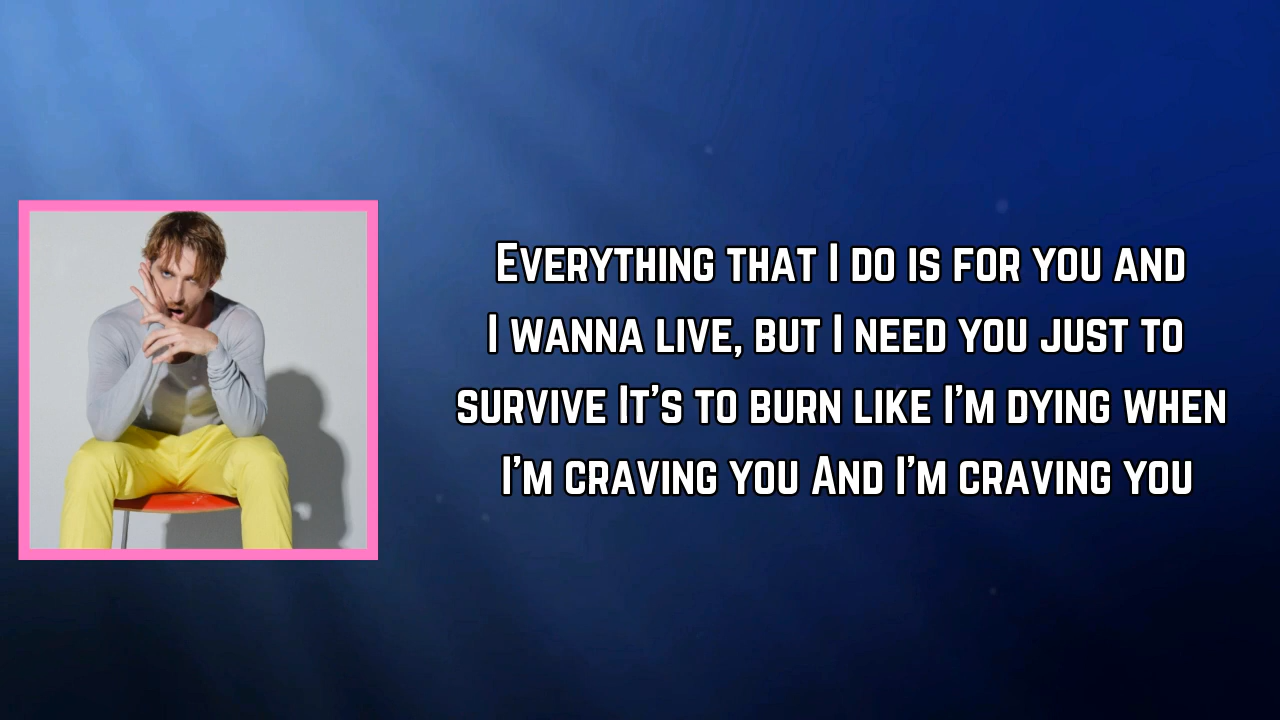 Everything that I do is for you and
I wanna live, but I need you just to
survive It's to burn like I'm dying when
I'm craving you And I'm craving you